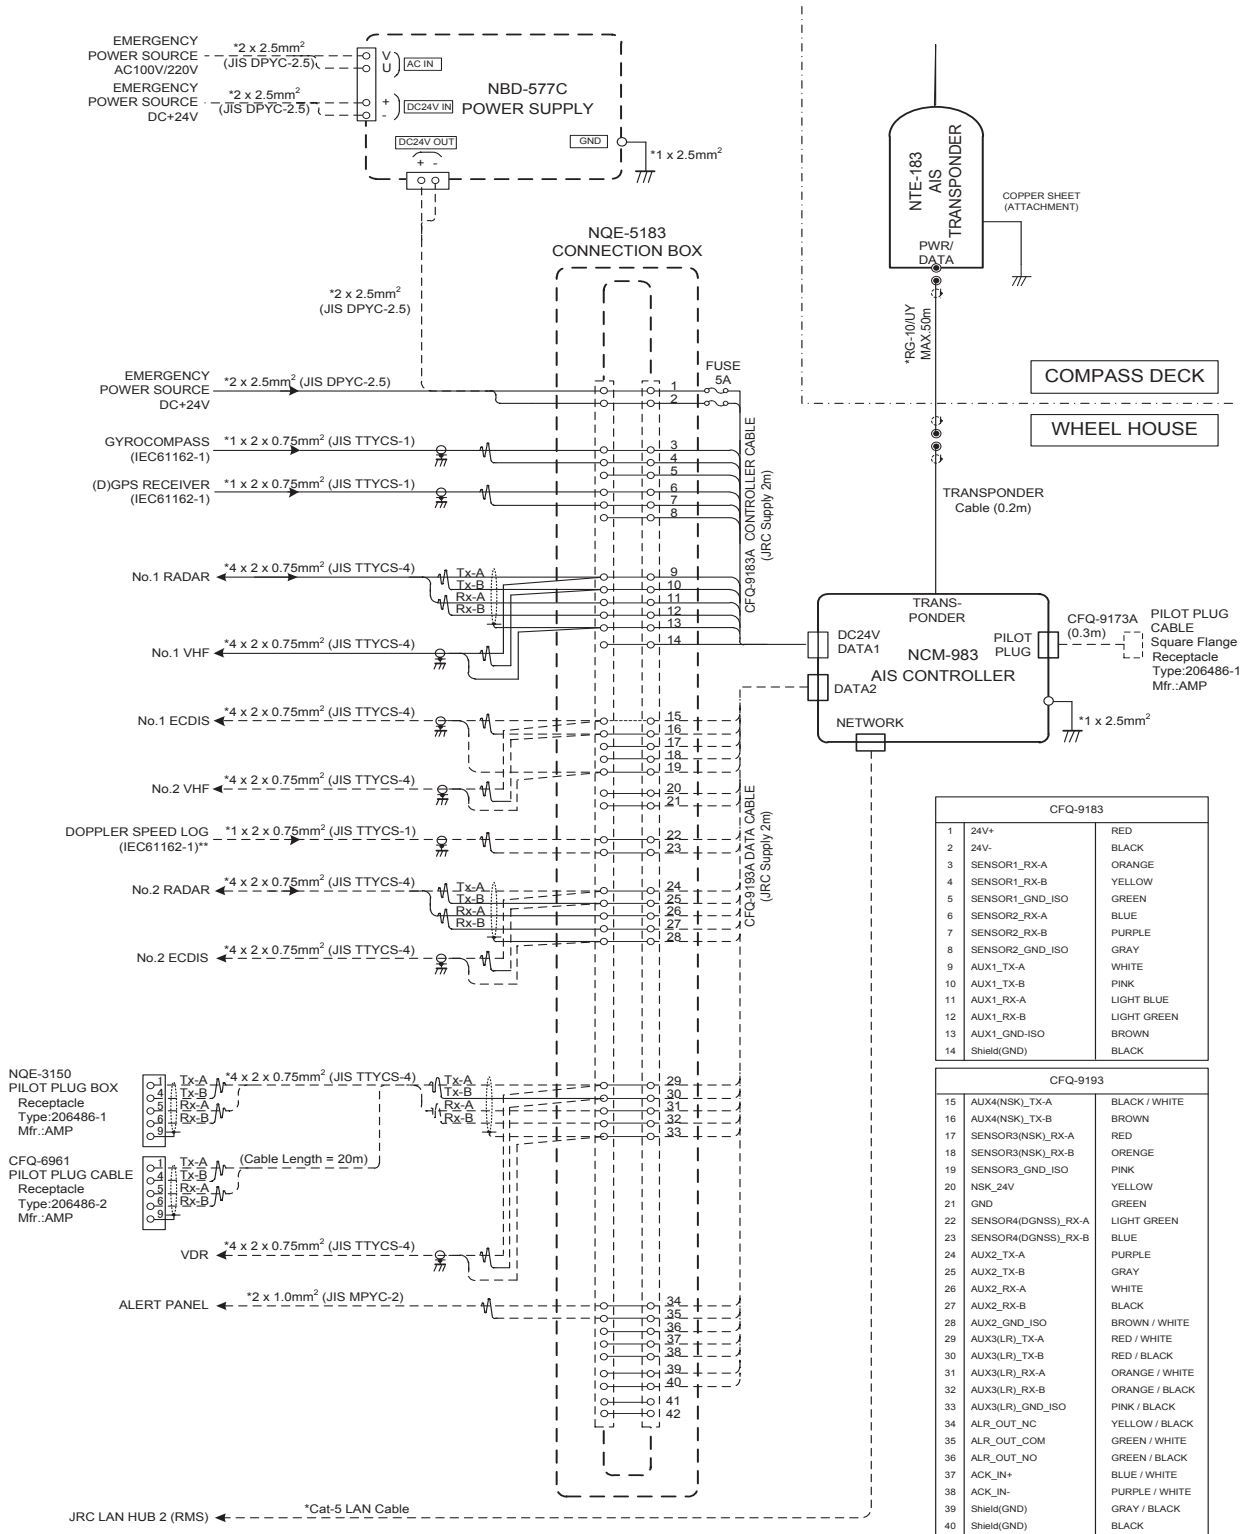 EMERGENCY
POWER SOURCE
AC100V/220V
*2 x 2.5mm²
(JIS DPYC-2.5)
V
U
AC IN
EMERGENCY
POWER SOURCE
DC+24V
*2 x 2.5mm²
(JIS DPYC-2.5)
+
-
DC24V IN
NBD-577C
POWER SUPPLY
DC24V OUT
+ -
GND
*1 x 2.5mm²
NTE-183
AIS
TRANSPONDER
PWR/
DATA
COPPER SHEET
(ATTACHMENT)
*RG-10/UY
MAX.50m
COMPASS DECK
WHEEL HOUSE
TRANSPONDER
Cable (0.2m)
NQE-5183
CONNECTION BOX
*2 x 2.5mm²
(JIS DPYC-2.5)
FUSE
5A
EMERGENCY
POWER SOURCE
DC+24V
*2 x 2.5mm² (JIS DPYC-2.5)
1
2
GYROCOMPASS
(IEC61162-1)
*1 x 2 x 0.75mm² (JIS TTYCS-1)
3
4
5
(D)GPS RECEIVER
(IEC61162-1)
*1 x 2 x 0.75mm² (JIS TTYCS-1)
6
7
8
CFQ-9183A CONTROLLER CABLE
(JRC Supply 2m)
No.1 RADAR
*4 x 2 x 0.75mm² (JIS TTYCS-4)
Tx-A
Tx-B
Rx-A
Rx-B
9
10
11
12
13
14
No.1 VHF
*4 x 2 x 0.75mm² (JIS TTYCS-4)
TRANS-
PONDER
DC24V
DATA1
DATA2
NCM-983
AIS CONTROLLER
PILOT
PLUG
NETWORK
CFQ-9173A
(0.3m)
PILOT PLUG
CABLE
Square Flange
Receptacle
Type:206486-1
Mfr.:AMP
*1 x 2.5mm²
No.1 ECDIS
*4 x 2 x 0.75mm² (JIS TTYCS-4)
15
16
17
18
19
No.2 VHF
*4 x 2 x 0.75mm² (JIS TTYCS-4)
20
21
DOPPLER SPEED LOG
(IEC61162-1)**
*1 x 2 x 0.75mm² (JIS TTYCS-1)
22
23
CFQ-9193A DATA CABLE
(JRC Supply 2m)
No.2 RADAR
*4 x 2 x 0.75mm² (JIS TTYCS-4)
Tx-A
Tx-B
Rx-A
Rx-B
24
25
26
27
28
No.2 ECDIS
*4 x 2 x 0.75mm² (JIS TTYCS-4)
NQE-3150
PILOT PLUG BOX
Receptacle
Type:206486-1
Mfr.:AMP
1 Tx-A
4 Tx-B
5 Rx-A
6 Rx-B
9
*4 x 2 x 0.75mm² (JIS TTYCS-4)
Tx-A
Tx-B
Rx-A
Rx-B
29
30
31
32
33
CFQ-6961
PILOT PLUG CABLE
Receptacle
Type:206486-2
Mfr.:AMP
1 Tx-A
4 Tx-B
5 Rx-A
6 Rx-B
9
(Cable Length = 20m)
VDR
*4 x 2 x 0.75mm² (JIS TTYCS-4)
ALERT PANEL
*2 x 1.0mm² (JIS MPYC-2)
34
35
36
37
38
39
40
41
42
JRC LAN HUB 2 (RMS)
*Cat-5 LAN Cable
CFQ-9183
1 24V+ RED
2 24V- BLACK
3 SENSOR1_RX-A ORANGE
4 SENSOR1_RX-B YELLOW
5 SENSOR1_GND_ISO GREEN
6 SENSOR2_RX-A BLUE
7 SENSOR2_RX-B PURPLE
8 SENSOR2_GND_ISO GRAY
9 AUX1_TX-A WHITE
10 AUX1_TX-B PINK
11 AUX1_RX-A LIGHT BLUE
12 AUX1_RX-B LIGHT GREEN
13 AUX1_GND-ISO BROWN
14 Shield(GND) BLACK
CFQ-9193
15 AUX4(NSK)_TX-A BLACK / WHITE
16 AUX4(NSK)_TX-B BROWN
17 SENSOR3(NSK)_RX-A RED
18 SENSOR3(NSK)_RX-B ORENGE
19 SENSOR3_GND_ISO PINK
20 NSK_24V YELLOW
21 GND GREEN
22 SENSOR4(DGNSS)_RX-A LIGHT GREEN
23 SENSOR4(DGNSS)_RX-B BLUE
24 AUX2_TX-A PURPLE
25 AUX2_TX-B GRAY
26 AUX2_RX-A WHITE
27 AUX2_RX-B BLACK
28 AUX2_GND_ISO BROWN / WHITE
29 AUX3(LR)_TX-A RED / WHITE
30 AUX3(LR)_TX-B RED / BLACK
31 AUX3(LR)_RX-A ORANGE / WHITE
32 AUX3(LR)_RX-B ORANGE / BLACK
33 AUX3(LR)_GND_ISO PINK / BLACK
34 ALR_OUT_NC YELLOW / BLACK
35 ALR_OUT_COM GREEN / WHITE
36 ALR_OUT_NO GREEN / BLACK
37 ACK_IN+ BLUE / WHITE
38 ACK_IN- PURPLE / WHITE
39 Shield(GND) GRAY / BLACK
40 Shield(GND) BLACK